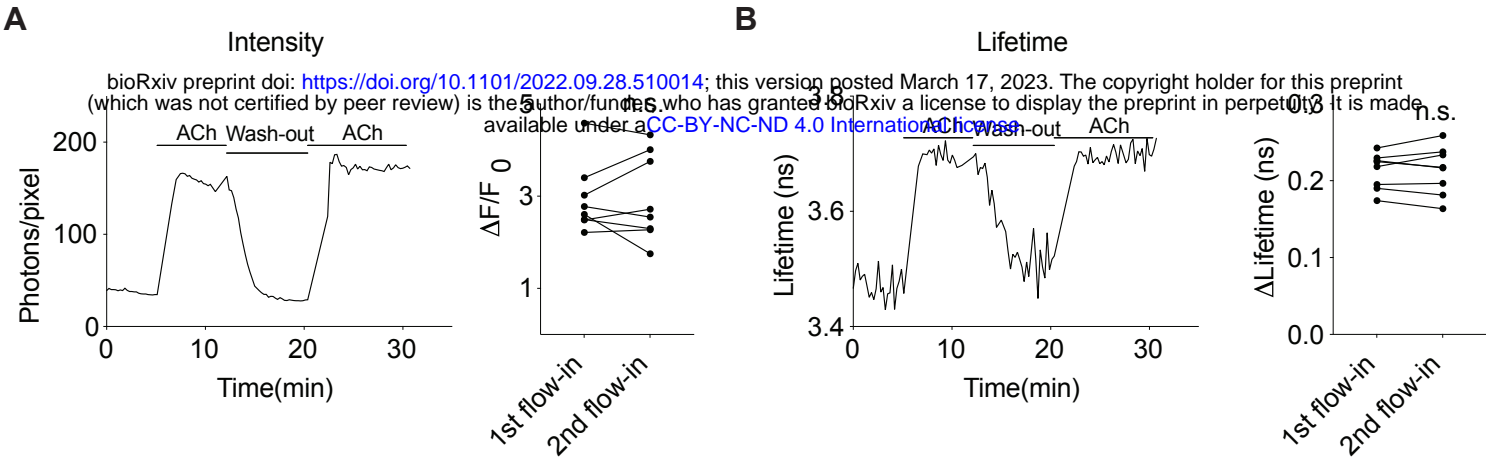 A
B
Intensity
Lifetime
bioRxiv preprint doi: https://doi.org/10.1101/2022.09.28.510014; this version posted March 17, 2023. The copyright holder for this preprint
(which was not certified by peer review) is the author/funder, who has granted bioRxiv a license to display the preprint in perpetuity. It is made
available under aCC-BY-NC-ND 4.0 International license.
Photons/pixel
200
100
0
ACh
Wash-out
ACh
0
10
20
30
Time(min)
ΔF/F0
5
3
1
n.s.
1st flow-in
2nd flow-in
Lifetime (ns)
3.8
3.6
3.4
ACh
Wash-out
ACh
0
10
20
30
Time(min)
ΔLifetime (ns)
0.3
0.2
0.1
0.0
n.s.
1st flow-in
2nd flow-in